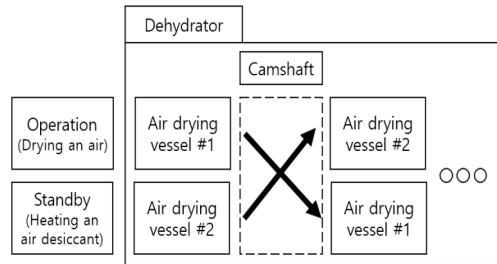 Dehydrator
Camshaft
Operation
(Drying an air)
Air drying
vessel #1
Air drying
vessel #2
Standby
(Heating an
air desiccant)
Air drying
vessel #2
Air drying
vessel #1